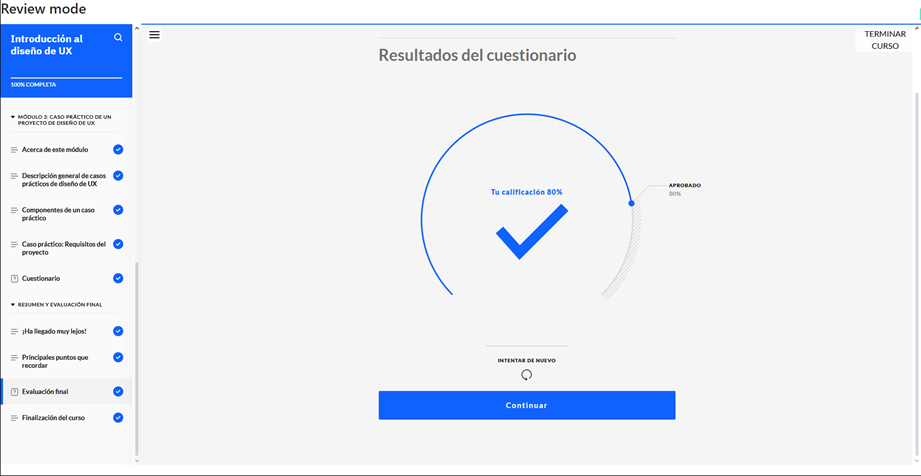 Review mode
Introducción al
diseño de UX
100% COMPLETA
MÓDULO 3: CASO PRÁCTICO DE UN
PROYECTO DE DISEÑO DE UX
Acerca de este módulo
Descripción general de casos
prácticos de diseño de UX
Componentes de un caso
práctico
Caso práctico: Requisitos del
proyecto
Cuestionario
RESUMEN Y EVALUACIÓN FINAL
¡Ha llegado muy lejos!
Principales puntos que
recordar
Evaluación final
Finalización del curso
TERMINAR
CURSO
Resultados del cuestionario
Tu calificación 80%
APROBADO
80%
INTENTAR DE NUEVO
Continuar